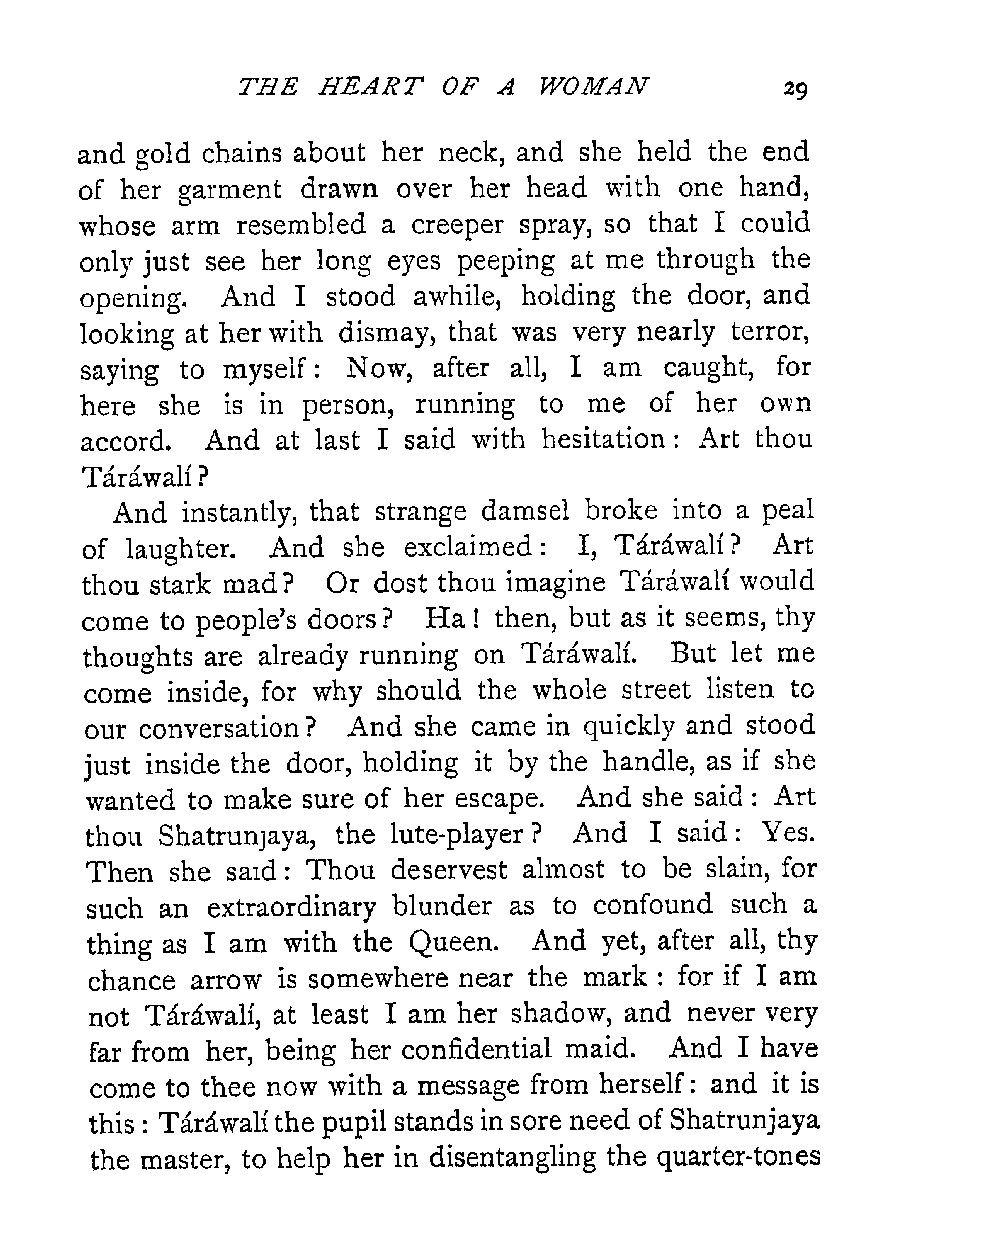 THE HEART OF A WOMAN 29
and gold chains about her neck, and she held the end
of her garment drawn over her head with one hand,
whose arm resembled a creeper spray, so that I could
only just see her long eyes peeping at me through the
opening. And I stood awhile, holding the door, and
looking at her with dismay, that was very nearly terror,
saying to myself: Now, after all, I am caught, for
here she is in person, running to me of her own
accord. And at last I said with hesitation: Art thou
Táráwalí?
And instantly, that strange damsel broke into a peal
of laughter. And she exclaimed: I, Táráwalí? Art
thou stark mad? Or dost thou imagine Táráwalí would
come to people's doors? Ha! then, but as it seems, thy
thoughts are already running on Táráwalí. But let me
come inside, for why should the whole street listen to
our conversation? And she came in quickly and stood
just inside the door, holding it by the handle, as if she
wanted to make sure of her escape. And she said: Art
thou Shatrunjaya, the lute-player? And I said: Yes.
Then she said: Thou deservest almost to be slain, for
such an extraordinary blunder as to confound such a
thing as I am with the Queen. And yet, after all, thy
chance arrow is somewhere near the mark: for if I am
not Táráwalí, at least I am her shadow, and never very
far from her, being her confidential maid. And I have
come to thee now with a message from herself: and it is
this: Táráwalí the pupil stands in sore need of Shatrunjaya
the master, to help her in disentangling the quarter-tones